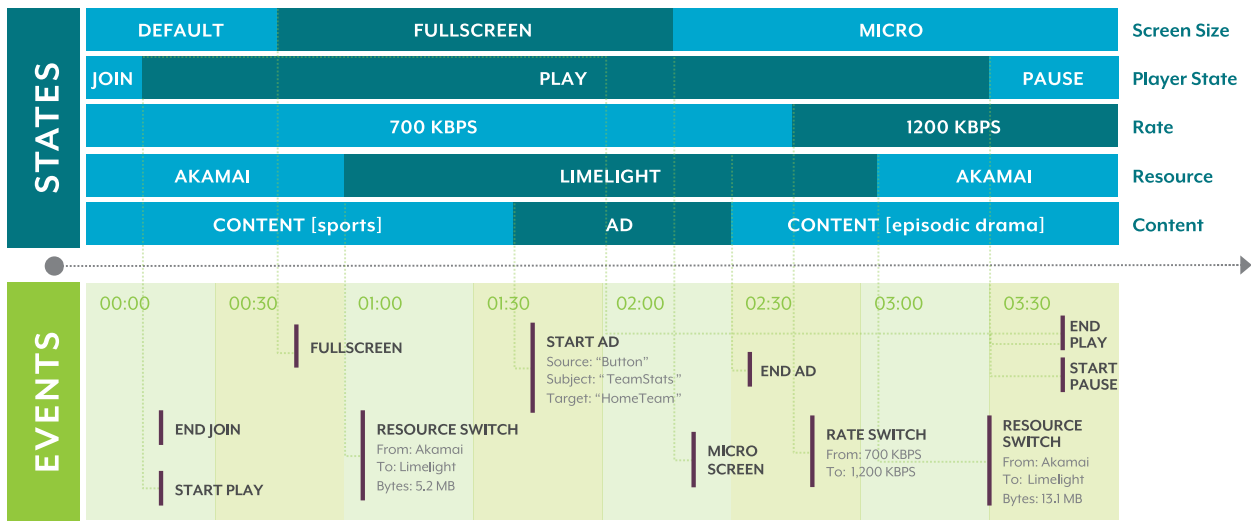 STATES
DEFAULT FULLSCREEN MICRO Screen Size
JOIN PLAY PAUSE Player State
700 KBPS 1200 KBPS Rate
AKAMAI LIMELIGHT AKAMAI Resource
CONTENT [sports] AD CONTENT [episodic drama] Content
EVENTS
00:00 00:30 01:00 01:30 02:00 02:30 03:00 03:30
FULLSCREEN
START AD
Source: “Button”
Subject: “TeamStats”
Target: “HomeTeam”
END AD
END
PLAY
START
PAUSE
END JOIN
START PLAY
RESOURCE SWITCH
From: Akamai
To: Limelight
Bytes: 5.2 MB
MICRO
SCREEN
RATE SWITCH
From: 700 KBPS
To: 1,200 KBPS
RESOURCE
SWITCH
From: Akamai
To: Limelight
Bytes: 13.1 MB